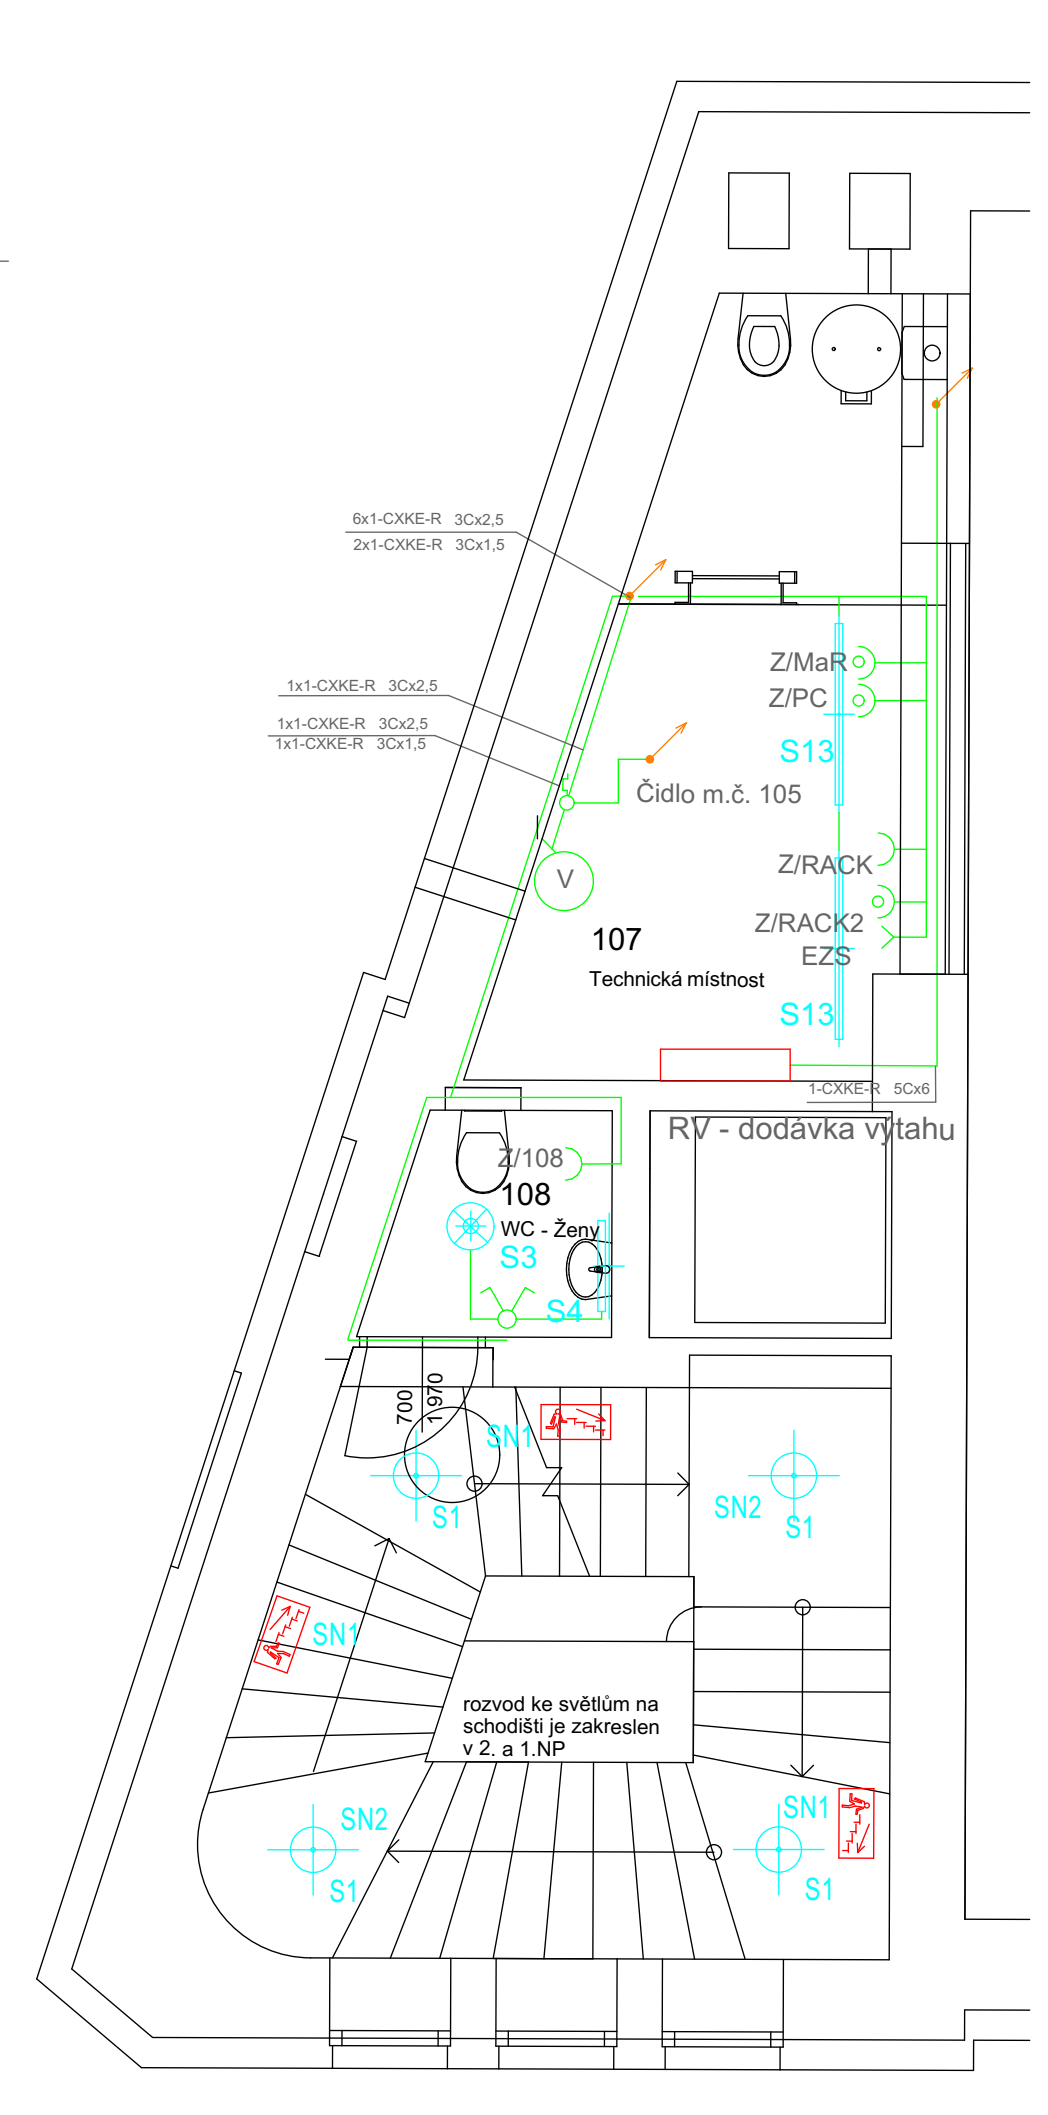 6x1-CXKE-R 3Cx2,5
2x1-CXKE-R 3Cx1,5
1x1-CXKE-R 3Cx2,5
1x1-CXKE-R 3Cx2,5
1x1-CXKE-R 3Cx1,5
Z/MaR
Z/PC
S13
Čidlo m.č. 105
Z/RACK
V
Z/RACK2
107
EZS
Technická místnost
S13
1-CXKE-R 5Cx6
RV - dodávka výtahu
Z/108
108
WC - Ženy
S3
S4
700
1 970
SN1
S1
SN2
S1
SN1
rozvod ke světlům na
schodišti je zakreslen
v 2. a 1.NP
SN2
S1
SN1
S1